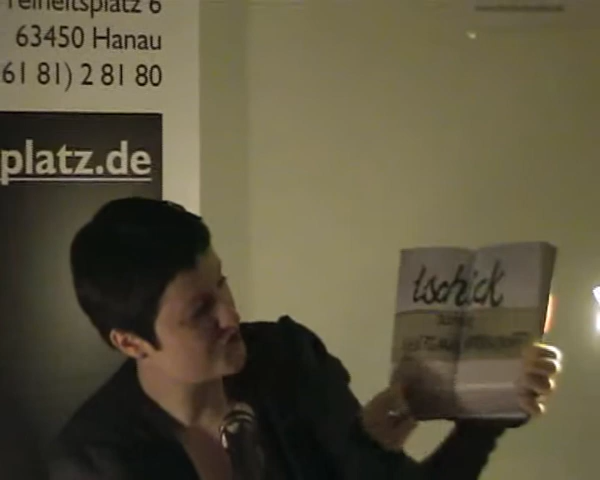 reiheitsplatz 6
63450 Hanau
61 81) 2 81 80
platz.de
tschick